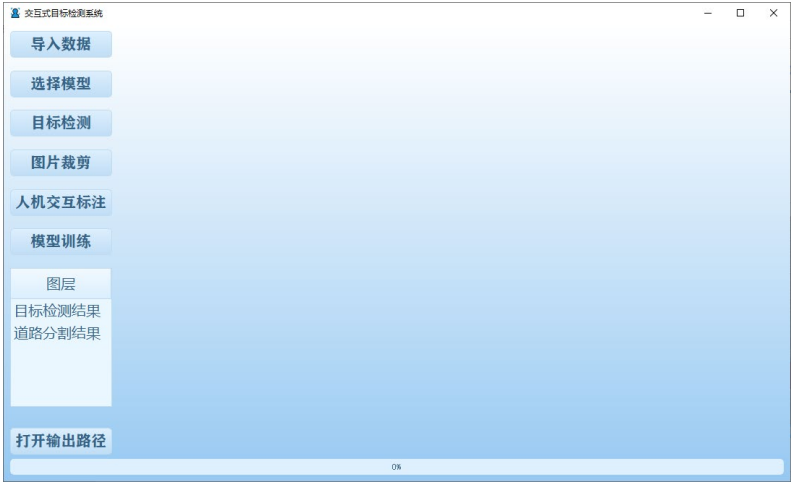 交互式目标检测系统
导入数据
选择模型
目标检测
图片裁剪
人机交互标注
模型训练
图层
目标检测结果
道路分割结果
打开输出路径
0%